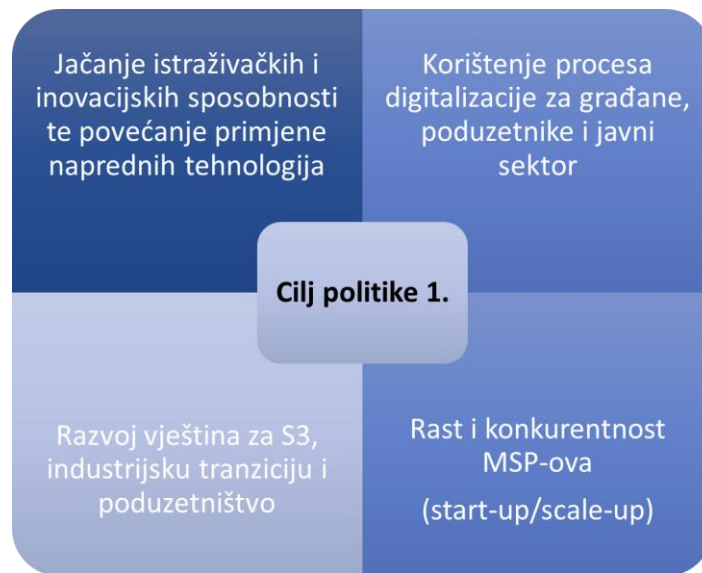 Jačanje istraživačkih i
inovacijskih sposobnosti
te povećanje primjene
naprednih tehnologija
Korištenje procesa
digitalizacije za građane,
poduzetnike i javni
sektor
Cilj politike 1.
Razvoj vještina za S3,
industrijsku tranziciju i
poduzetništvo
Rast i konkurentnost
MSP-ova
(start-up/scale-up)